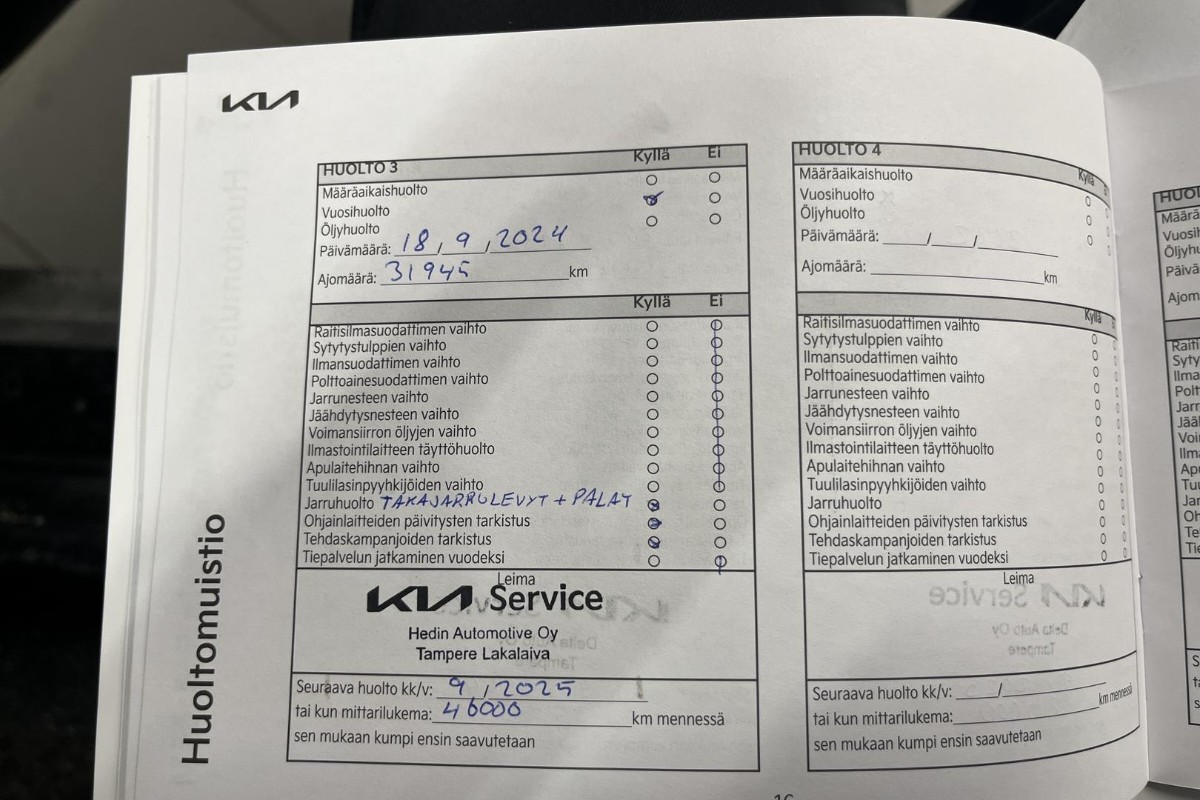 KIA
Huoltomuistio
HUOLTO 3 Kyllä Ei
Määräaikaishuolto
Vuosihuolto
Öljyhuolto
Päivämäärä: 18, 9, 2024
Ajomäärä: 31945 km
Kyllä Ei
Raitisilmasuodattimen vaihto
Sytytystulppien vaihto
Ilmansuodattimen vaihto
Polttoainesuodattimen vaihto
Jarrunesteen vaihto
Jäähdytysnesteen vaihto
Voimansiirron öljyjen vaihto
Ilmastointilaitteen täyttöhuolto
Apulaitehihnan vaihto
Tuulilasinpyyhkijöiden vaihto
Jarruhuolto TAKAJARRULEVYT + PALAT
Ohjainlaitteiden päivitysten tarkistus
Tehdaskampanjoiden tarkistus
Tiepalvelun jatkaminen vuodeksi
Leima
KIA Service
Hedin Automotive Oy
Tampere Lakalaiva
Seuraava huolto kk/v: 9 / 2025
tai kun mittarilukema: 46000 km mennessä
sen mukaan kumpi ensin saavutetaan
HUOLTO 4 Kyllä
Määräaikaishuolto
Vuosihuolto
Öljyhuolto
Päivämäärä: / /
Ajomäärä: km
Kyllä
Raitisilmasuodattimen vaihto
Sytytystulppien vaihto
Ilmansuodattimen vaihto
Polttoainesuodattimen vaihto
Jarrunesteen vaihto
Jäähdytysnesteen vaihto
Voimansiirron öljyjen vaihto
Ilmastointilaitteen täyttöhuolto
Apulaitehihnan vaihto
Tuulilasinpyyhkijöiden vaihto
Jarruhuolto
Ohjainlaitteiden päivitysten tarkistus
Tehdaskampanjoiden tarkistus
Tiepalvelun jatkaminen vuodeksi
Leima
Seuraava huolto kk/v: /
tai kun mittarilukema: km mennessä
sen mukaan kumpi ensin saavutetaan